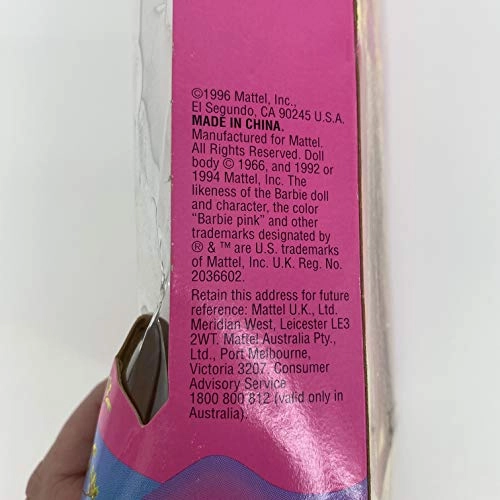 ©1996 Mattel, Inc.,
El Segundo, CA 90245 U.S.A.
MADE IN CHINA.
Manufactured for Mattel.
All Rights Reserved. Doll
body © 1966, and 1992 or
1994 Mattel, Inc. The
likeness of the Barbie doll
and character, the color
"Barbie pink" and other
trademarks designated by
® & ™ are U.S. trademarks
of Mattel, Inc. U.K. Reg. No.
2036602.
Retain this address for future
reference: Mattel U.K., Ltd.
Meridian West, Leicester LE3
2WT. Mattel Australia Pty.,
Ltd., Port Melbourne,
Victoria 3207. Consumer
Advisory Service
1800 800 812 (valid only in
Australia).